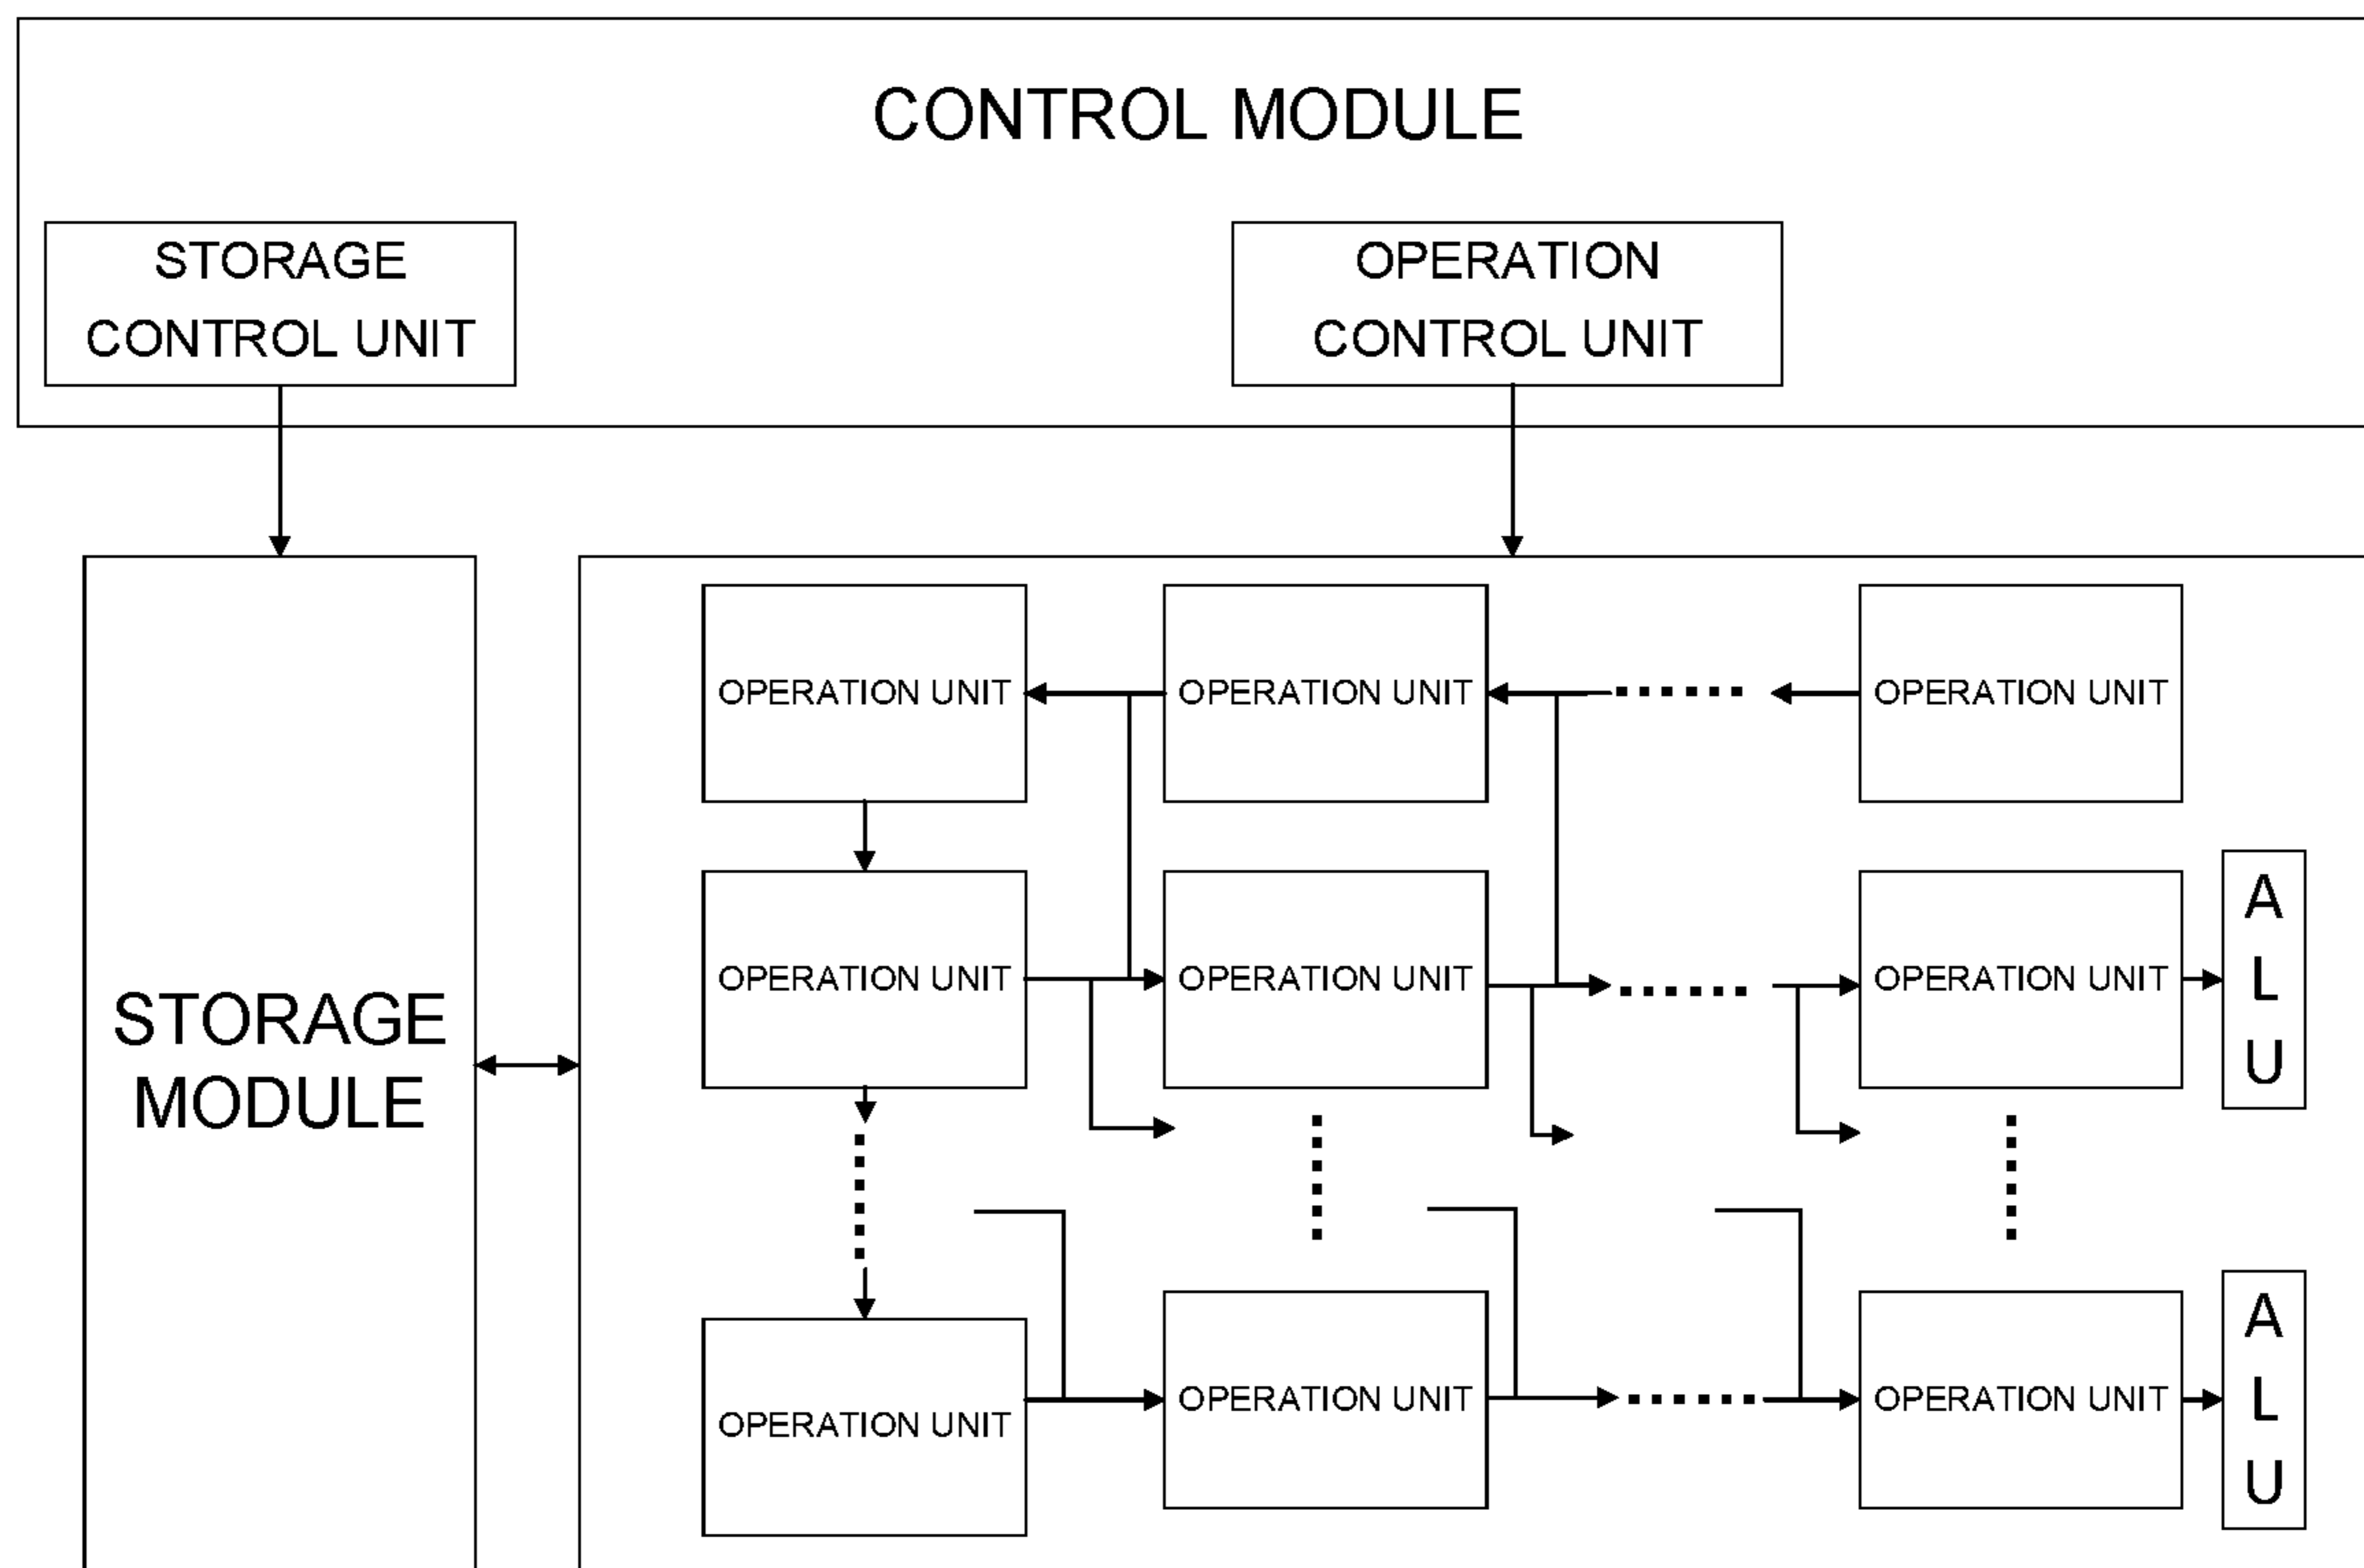 CONTROL MODULE
STORAGE
CONTROL UNIT
OPERATION
CONTROL UNIT
OPERATION UNIT
OPERATION UNIT
OPERATION UNIT
STORAGE
MODULE
OPERATION UNIT
OPERATION UNIT
OPERATION UNIT
A
L
U
OPERATION UNIT
OPERATION UNIT
OPERATION UNIT
A
L
U